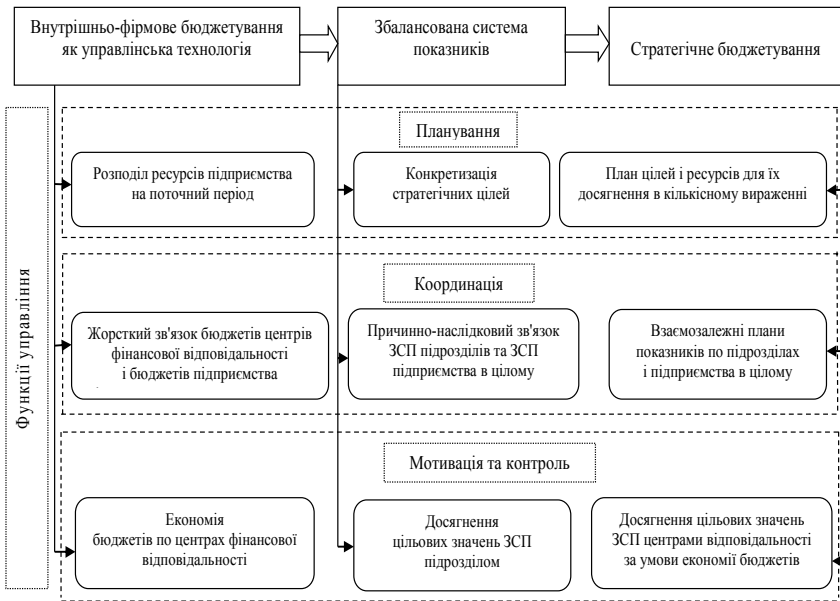 Внутрішньо-фірмове бюджетування
як управлінська технологія
Збалансована система
показників
Стратегічне бюджетування
Функції управління
Планування
Розподіл ресурсів підприємства
на поточний період
Конкретизація
стратегічних цілей
План цілей і ресурсів для їх
досягнення в кількісному вираженні
Координація
Жорсткий зв'язок бюджетів центрів
фінансової відповідальності
і бюджетів підприємства
Причинно-наслідковий зв'язок
ЗСП підрозділів та ЗСП
підприємства в цілому
Взаємозалежні плани
показників по підрозділах
і підприємства в цілому
Мотивація та контроль
Економія
бюджетів по центрах фінансової
відповідальності
Досягнення
цільових значень ЗСП
підрозділом
Досягнення цільових значень
ЗСП центрами відповідальності
за умови економії бюджетів